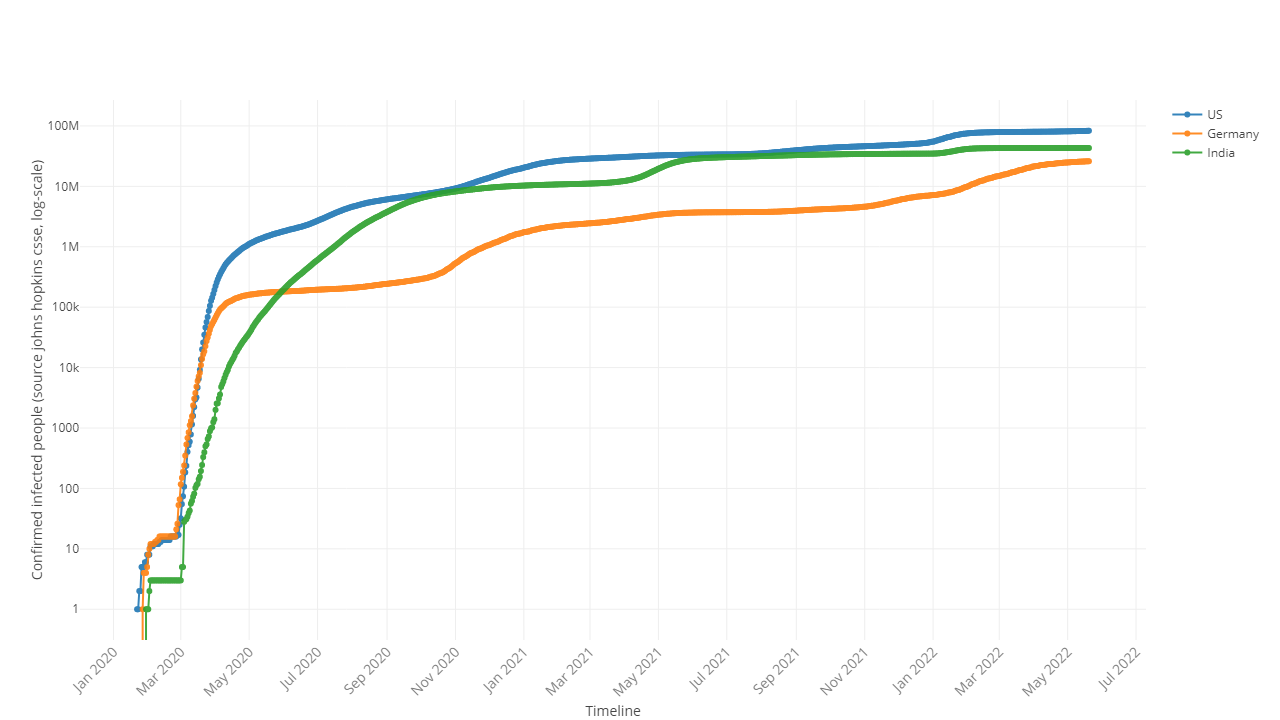 100M
10M
1M
100k
10k
1000
100
10
1
Confirmed infected people (source johns hopkins csse, log-scale)
Jan 2020
Mar 2020
May 2020
Jul 2020
Sep 2020
Nov 2020
Jan 2021
Mar 2021
May 2021
Jul 2021
Sep 2021
Nov 2021
Jan 2022
Mar 2022
May 2022
Jul 2022
Timeline
US
Germany
India